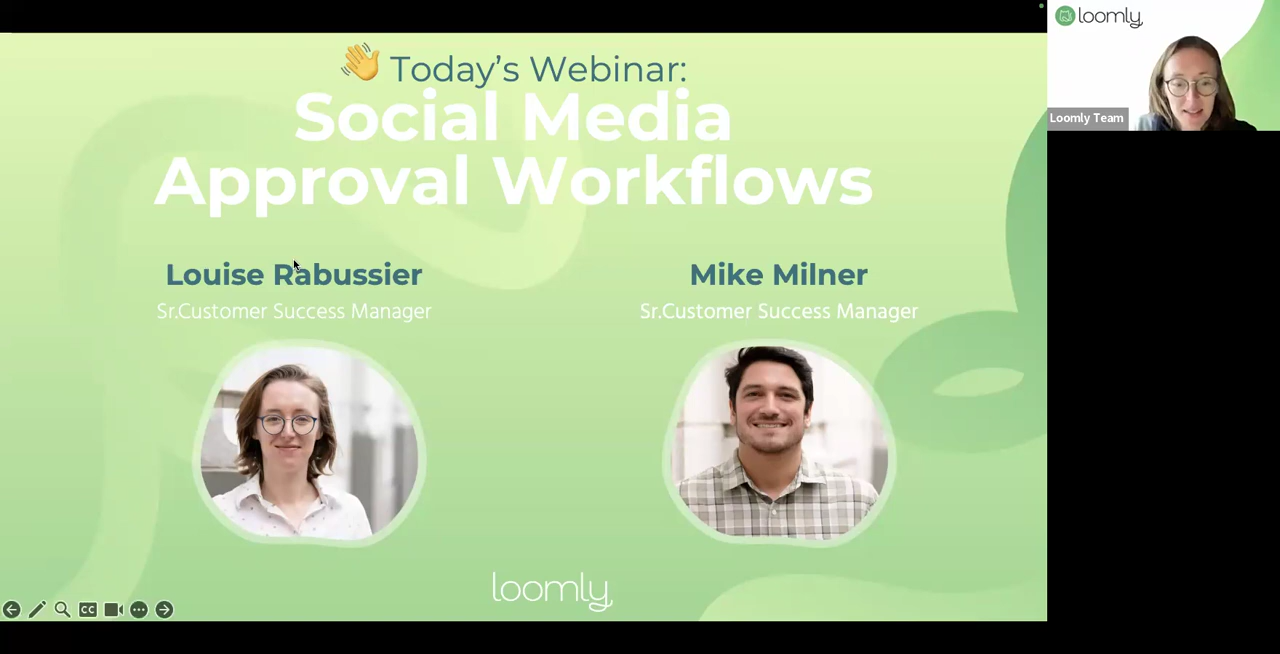 Today's Webinar:
Social Media
Approval Workflows
Louise Rabussier
Sr.Customer Success Manager
Mike Milner
Sr.Customer Success Manager
loomly
CC
loomly
Loomly Team